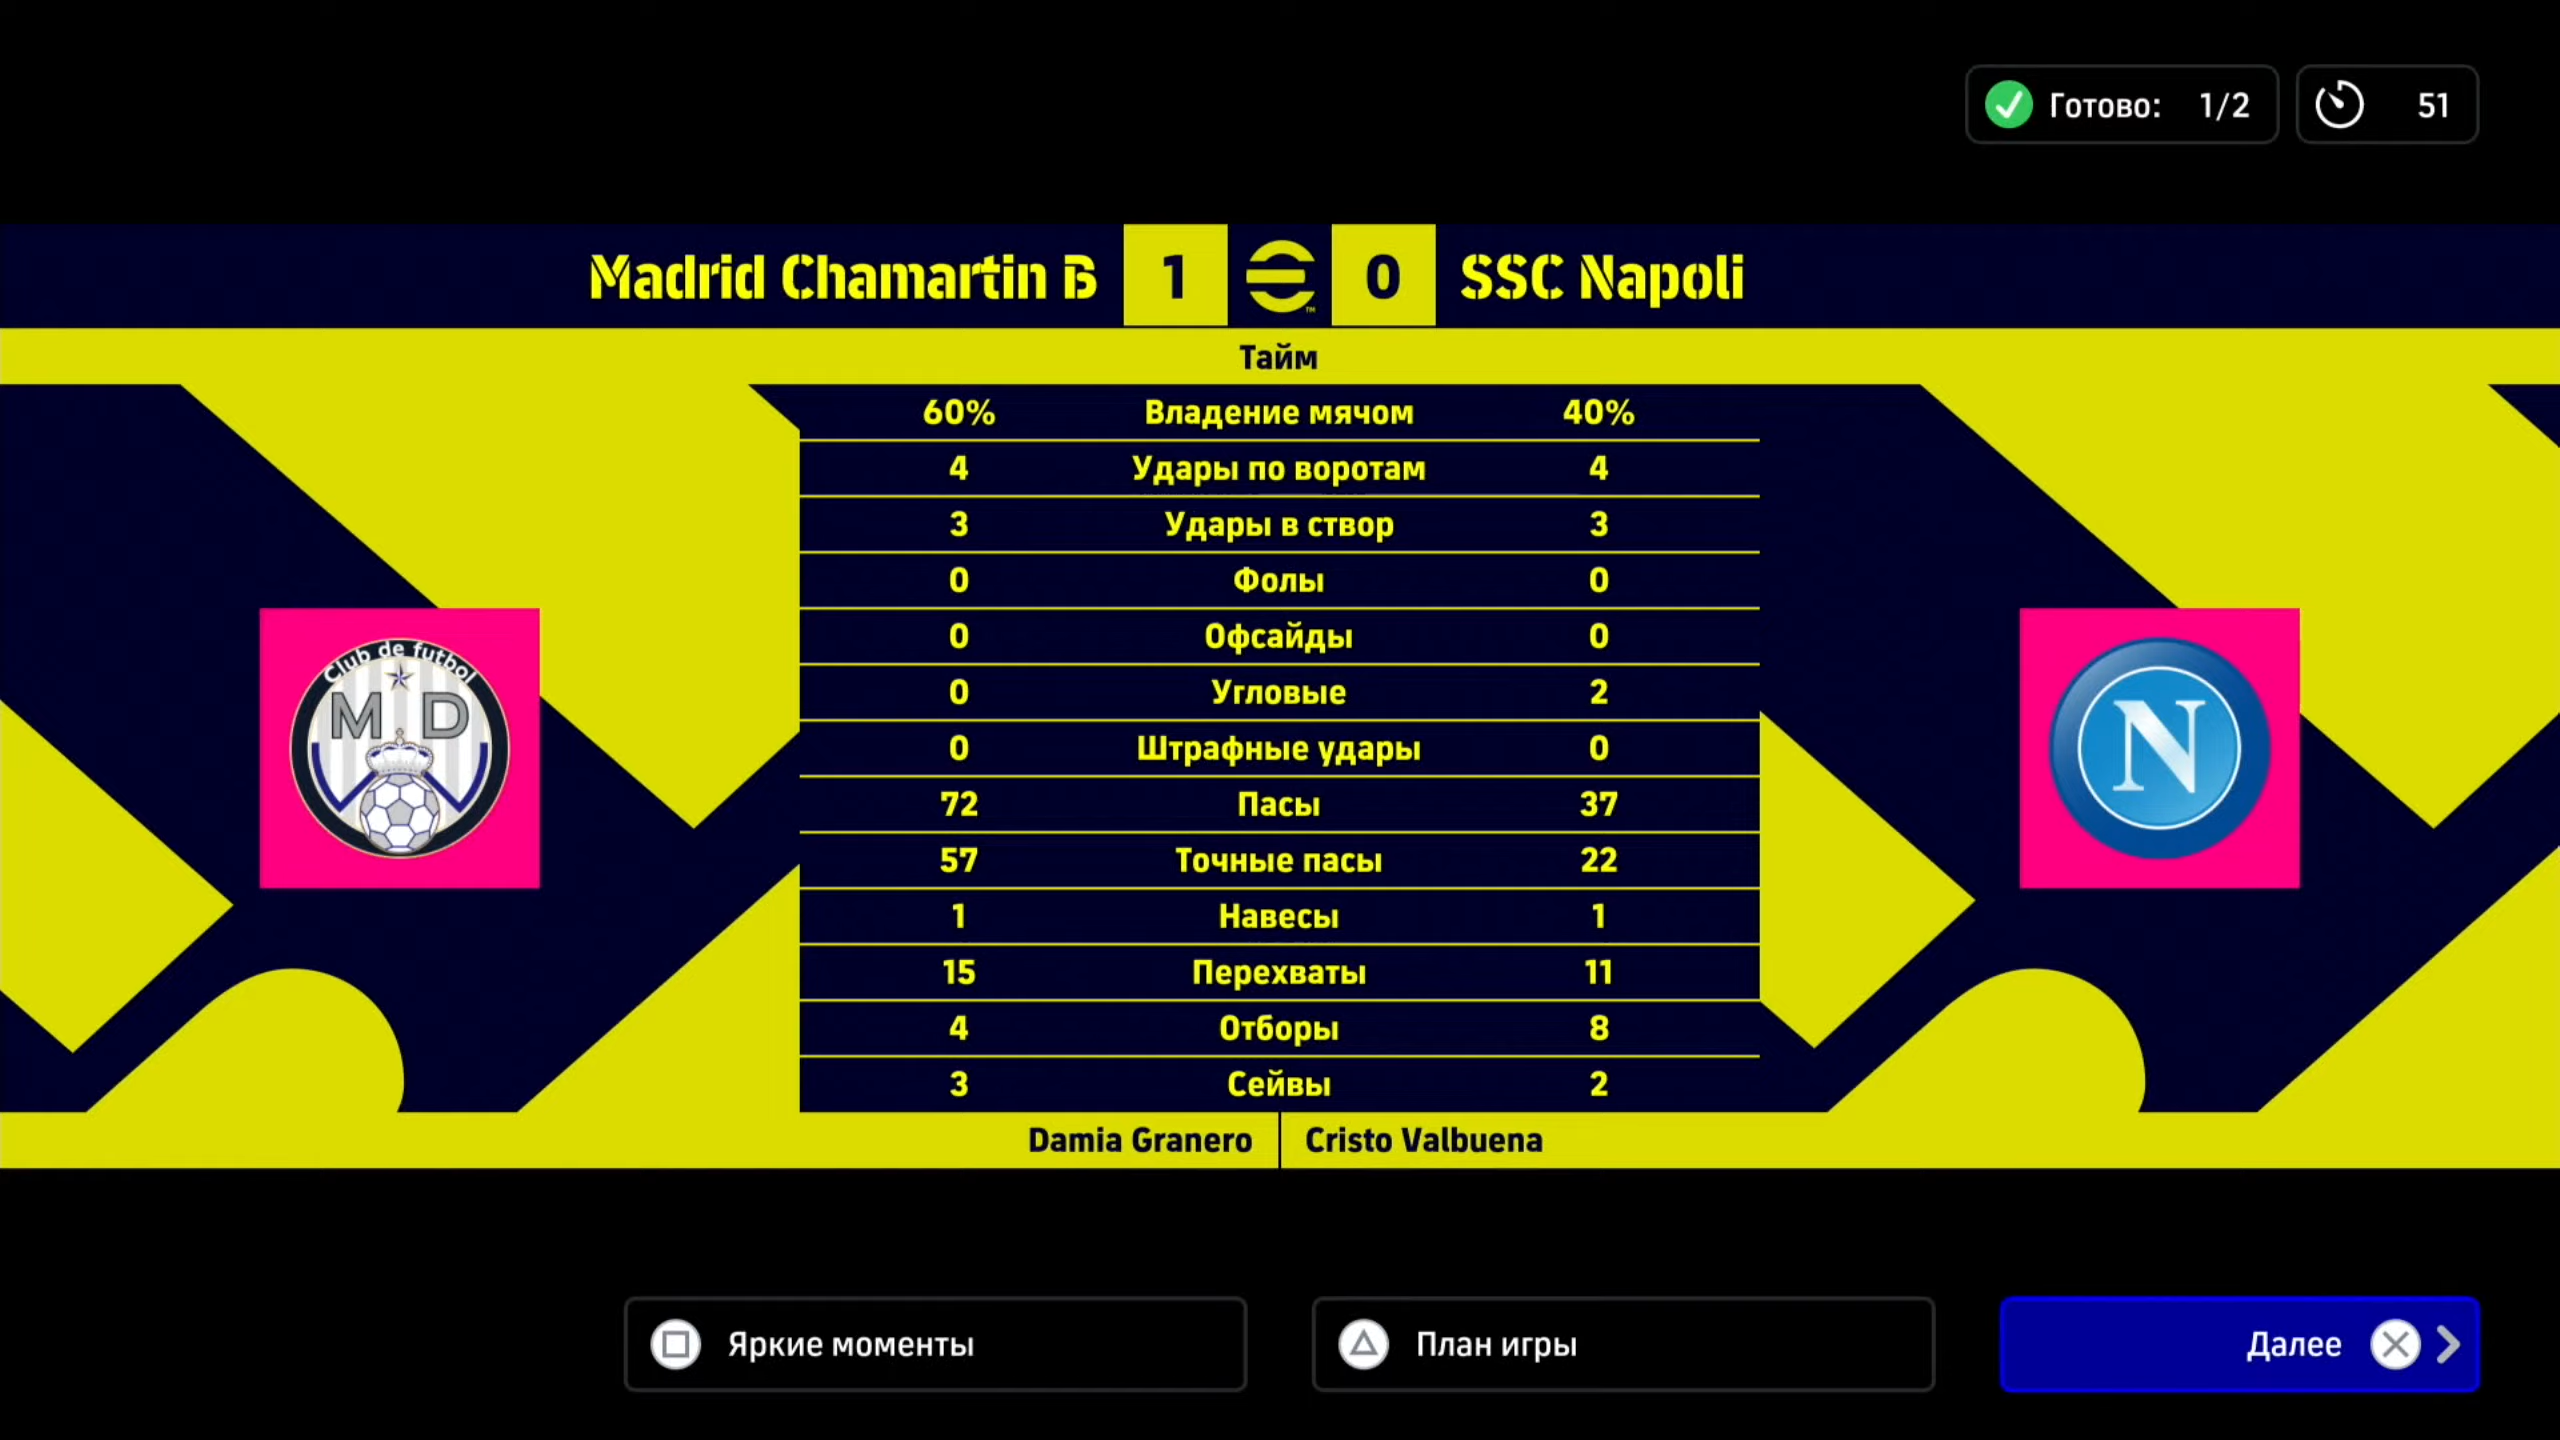 Готово: 1/2 51
Madrid Chamartin B 1 0 SSC Napoli
Тайм
60% Владение мячом 40%
4 Удары по воротам 4
3 Удары в створ 3
0 Фолы 0
0 Офсайды 0
0 Угловые 2
0 Штрафные удары 0
72 Пасы 37
57 Точные пасы 22
1 Навесы 1
15 Перехваты 11
4 Отборы 8
3 Сейвы 2
Club de futbol
M D
N
Damia Granero Cristo Valbuena
Яркие моменты План игры Далее